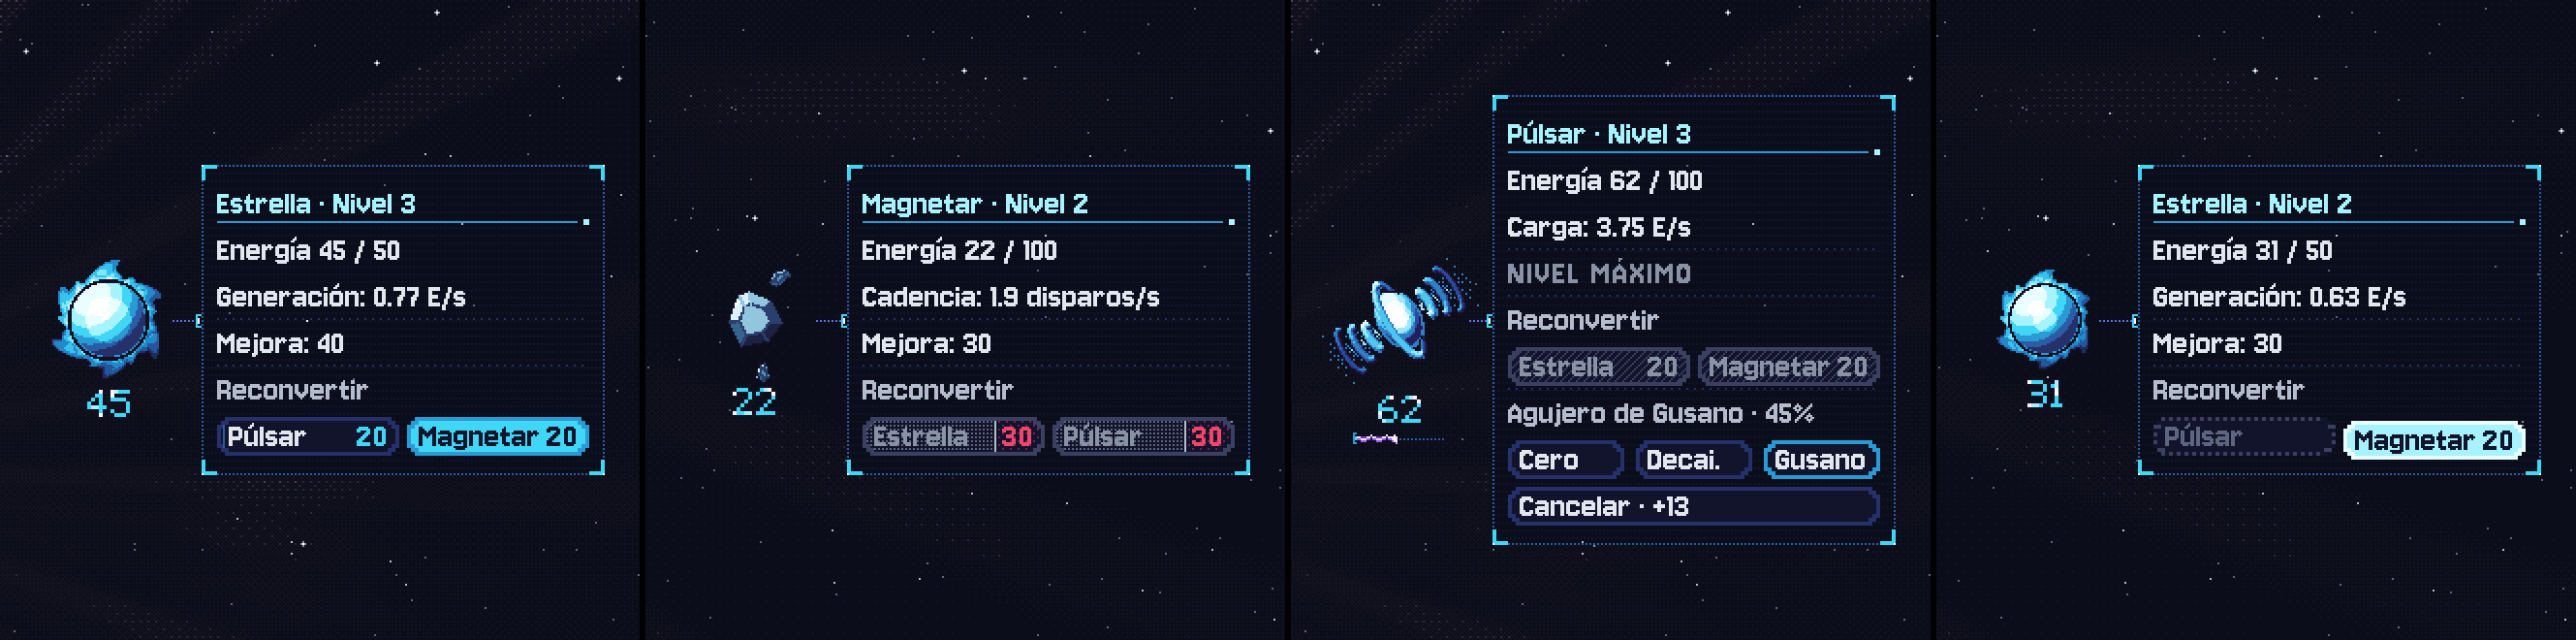 Estrella · Nivel 3
Energía 45 / 50
Generación: 0.77 E/s
Mejora: 40
Reconvertir
Púlsar 20 Magnetar 20
45
Magnetar · Nivel 2
Energía 22 / 100
Cadencia: 1.9 disparos/s
Mejora: 30
Reconvertir
Estrella 30 Púlsar 30
22
Púlsar · Nivel 3
Energía 62 / 100
Carga: 3.75 E/s
NIVEL MÁXIMO
Reconvertir
Estrella 20 Magnetar 20
Agujero de Gusano · 45%
Cero Decai. Gusano
Cancelar · +13
62
Estrella · Nivel 2
Energía 31 / 50
Generación: 0.63 E/s
Mejora: 30
Reconvertir
Púlsar Magnetar 20
31